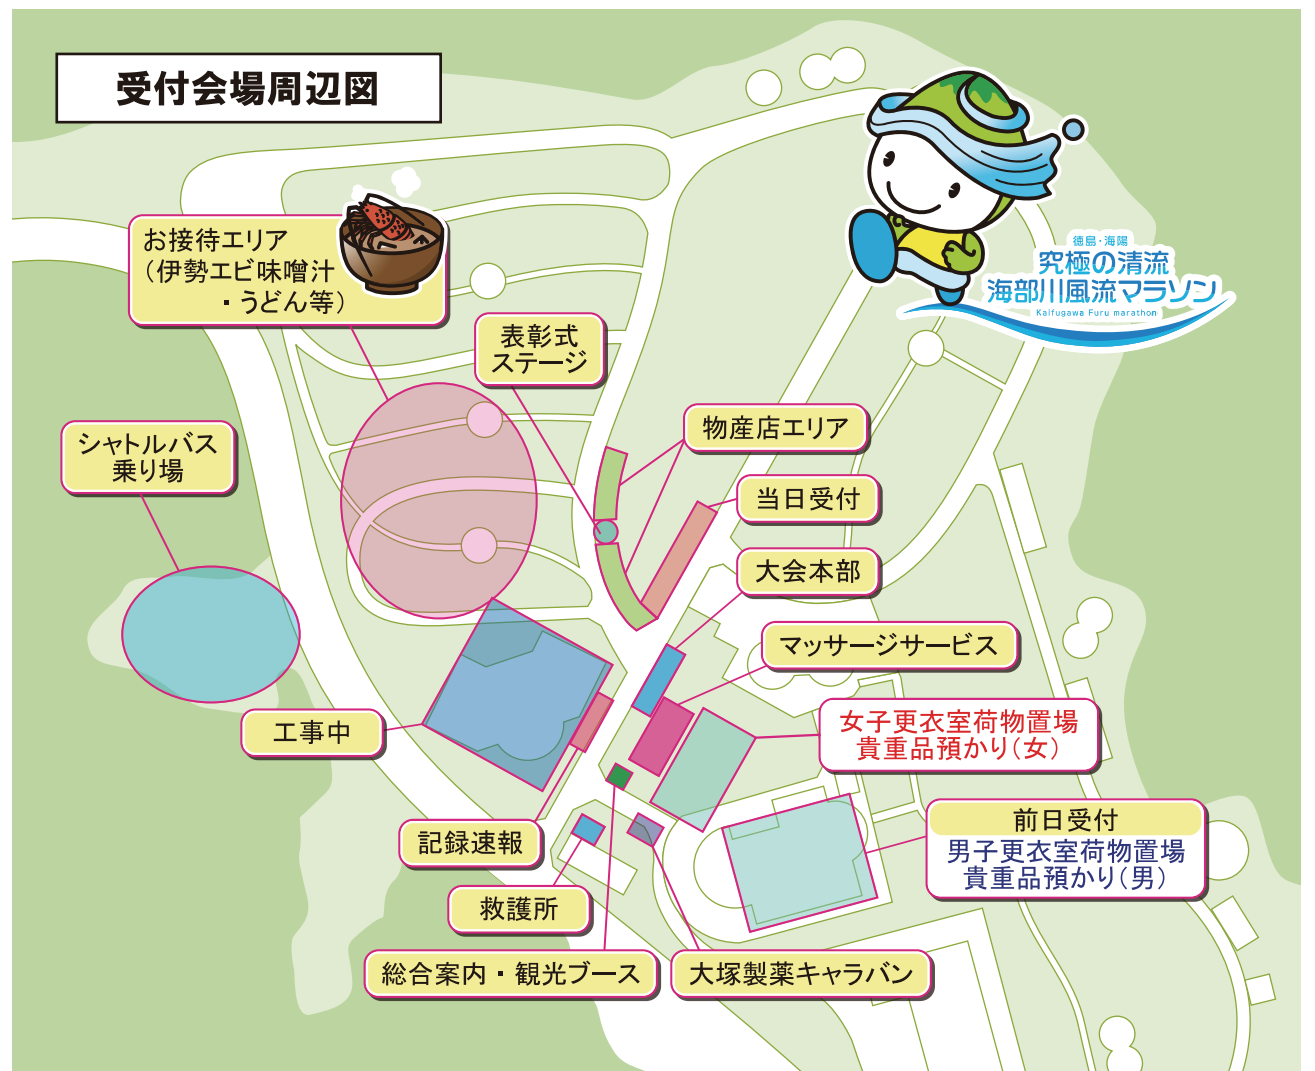 受付会場周辺図
お接待エリア
（伊勢エビ味噌汁
・うどん等）
徳島・海陽
究極の清流
海部川風流マラソン
Kaifugawa Furu marathon
表彰式
ステージ
物産店エリア
シャトルバス
乗り場
当日受付
大会本部
マッサージサービス
工事中
女子更衣室荷物置場
貴重品預かり（女）
前日受付
男子更衣室荷物置場
貴重品預かり（男）
記録速報
救護所
総合案内・観光ブース
大塚製薬キャラバン